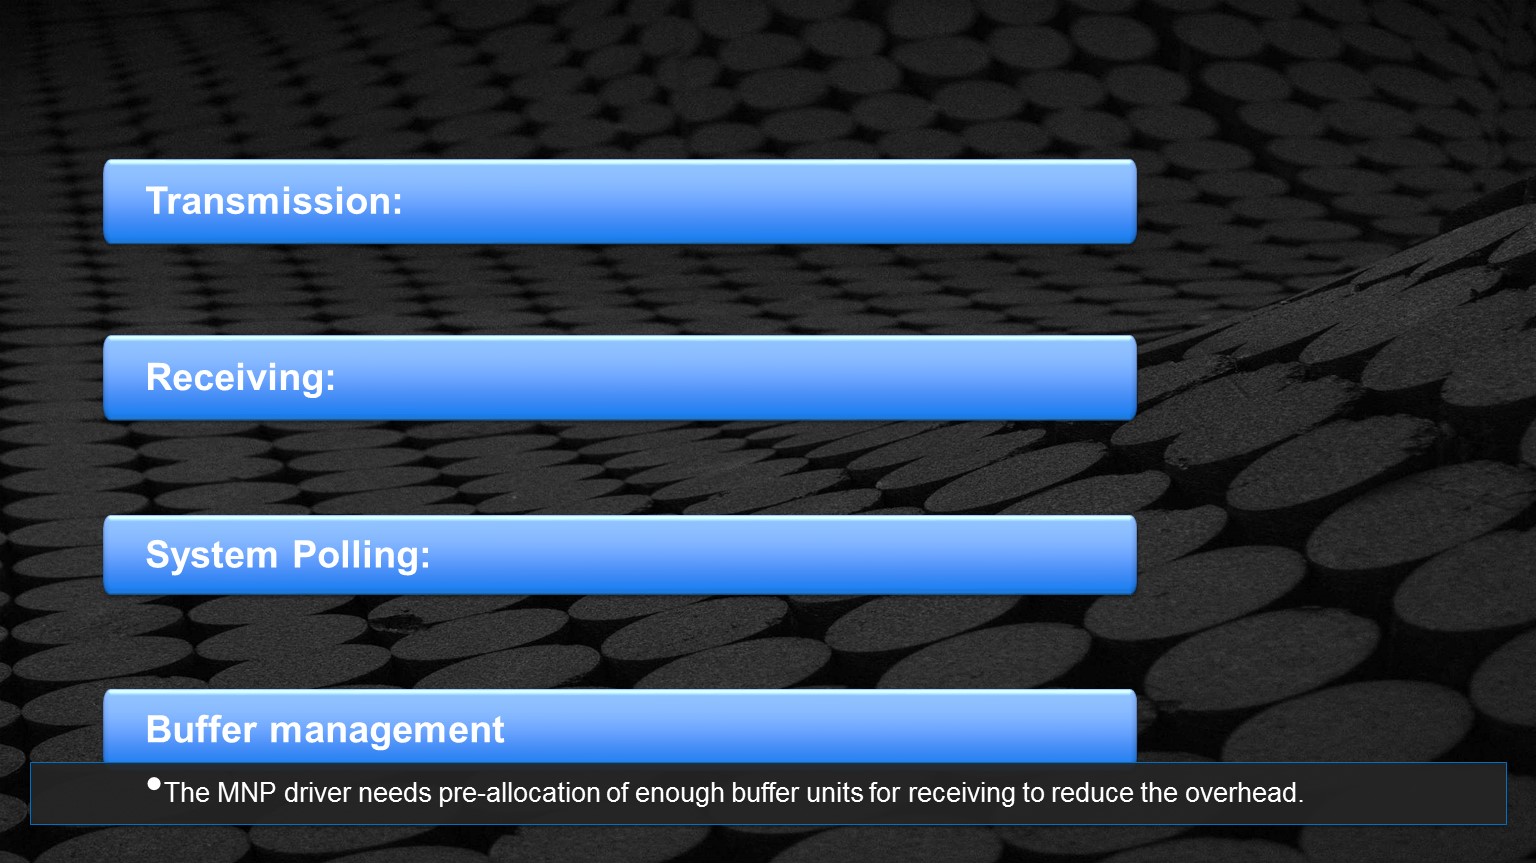 Transmission:
Receiving:
System Polling:
Buffer management
•The MNP driver needs pre-allocation of enough buffer units for receiving to reduce the overhead.